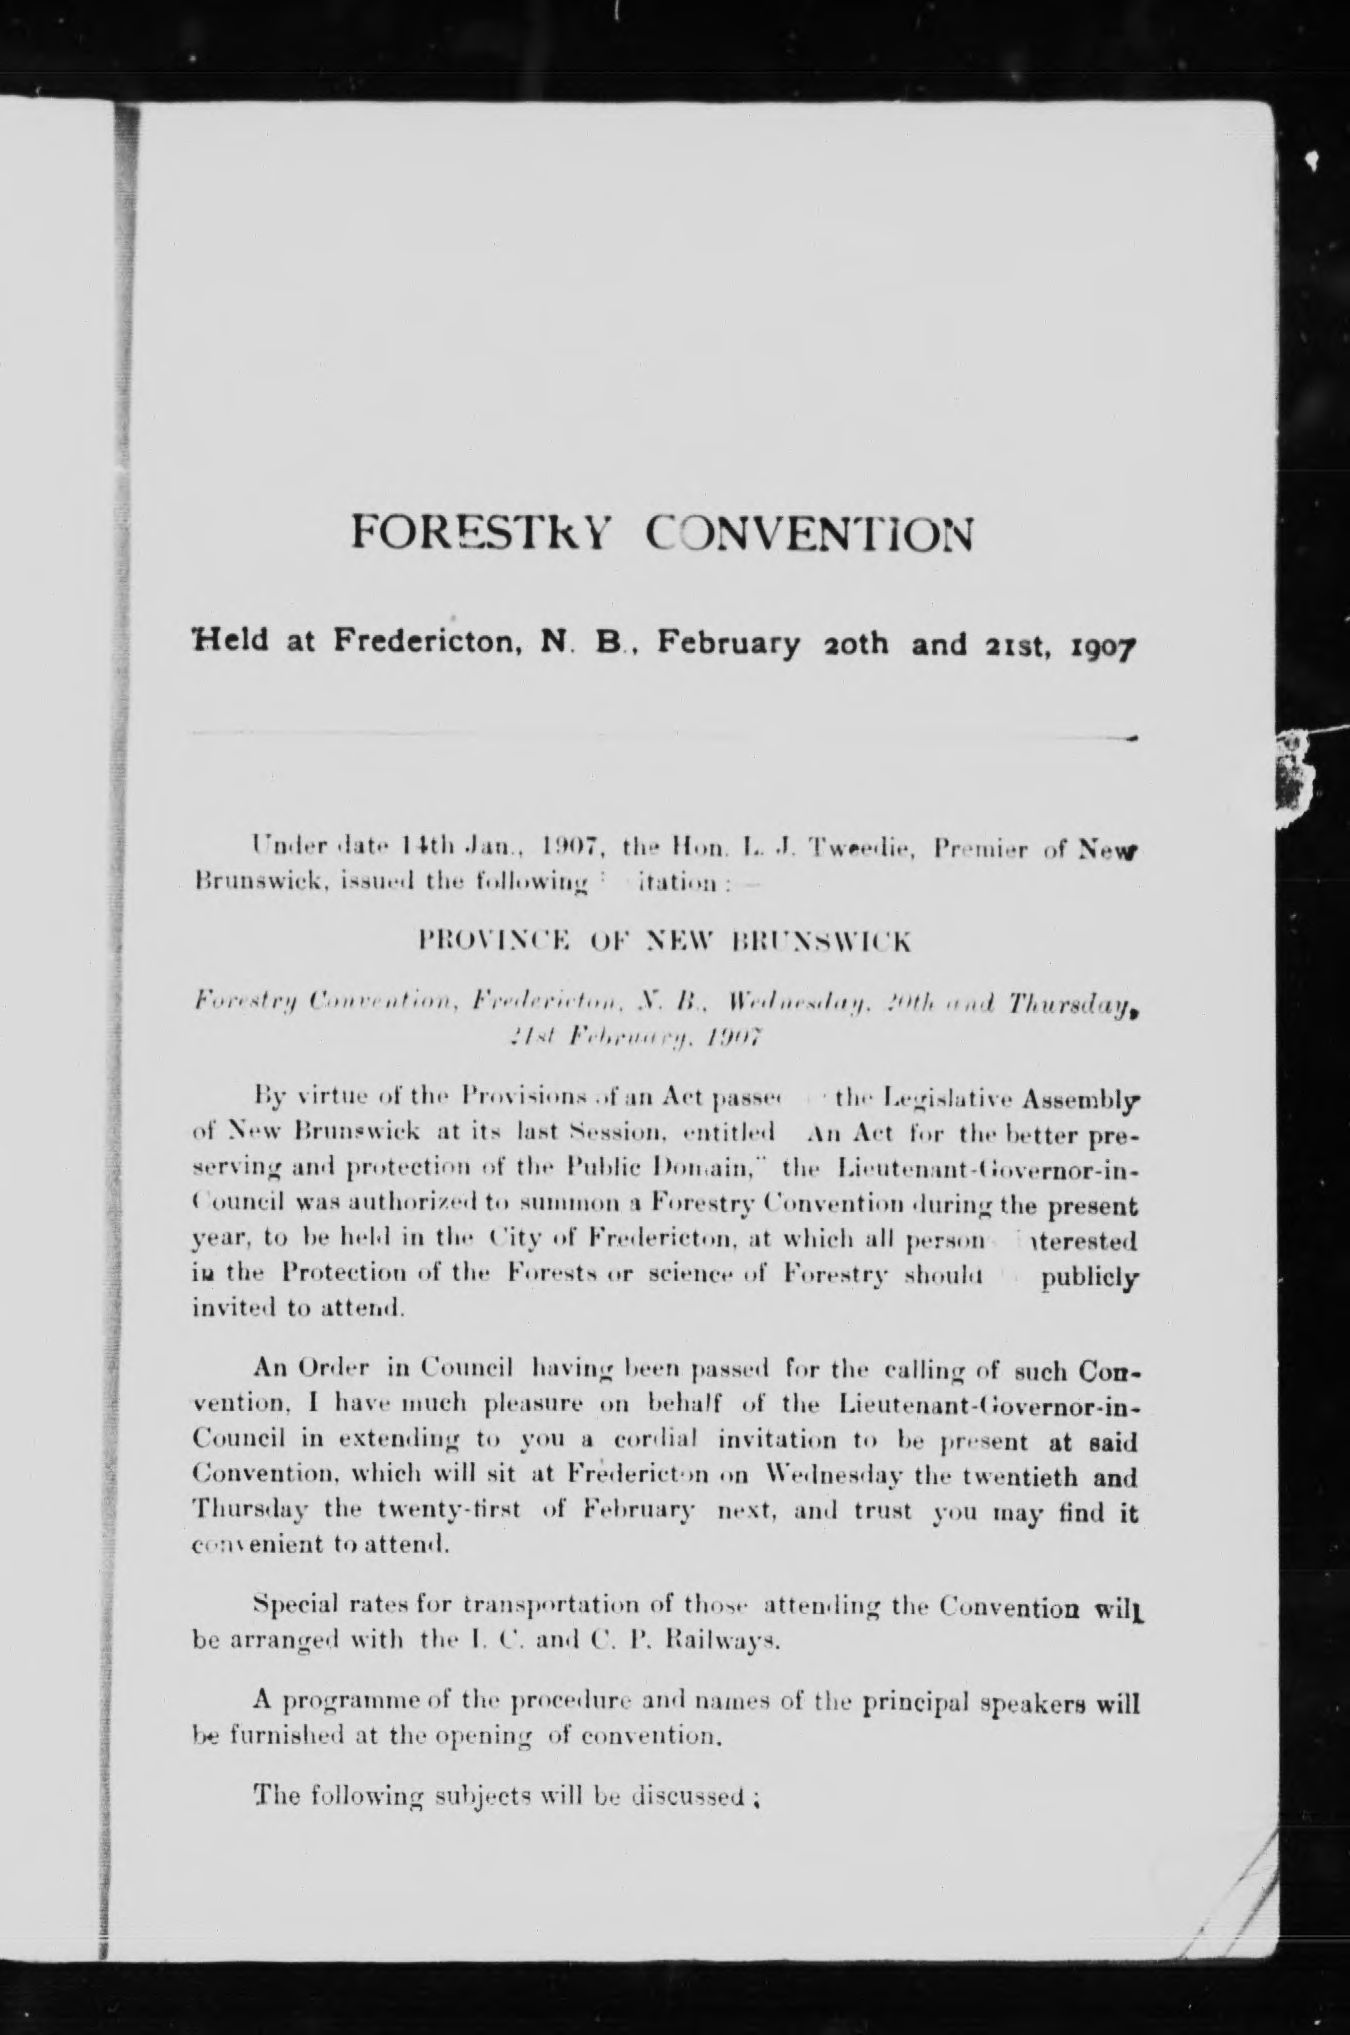 FORESTRY CONVENTION
Held at Fredericton, N. B., February 20th and 21st, 1907
Under date 14th Jan., 1907, the Hon. L. J. Tweedie, Premier of New
Brunswick, issued the following itation :—
PROVINCE OF NEW BRUNSWICK
Forestry Convention, Fredericton, N. B., Wednesday, 20th and Thursday,
21st February, 1907
By virtue of the Provisions of an Act passed the Legislative Assembly
of New Brunswick at its last Session, entitled An Act for the better pre-
serving and protection of the Public Domain," the Lieutenant-Governor-in-
Council was authorized to summon a Forestry Convention during the present
year, to be held in the City of Fredericton, at which all person terested
in the Protection of the Forests or science of Forestry should publicly
invited to attend.
An Order in Council having been passed for the calling of such Con-
vention, I have much pleasure on behalf of the Lieutenant-Governor-in-
Council in extending to you a cordial invitation to be present at said
Convention, which will sit at Fredericton on Wednesday the twentieth and
Thursday the twenty-first of February next, and trust you may find it
convenient to attend.
Special rates for transportation of those attending the Convention will
be arranged with the I. C. and C. P. Railways.
A programme of the procedure and names of the principal speakers will
be furnished at the opening of convention.
The following subjects will be discussed ;